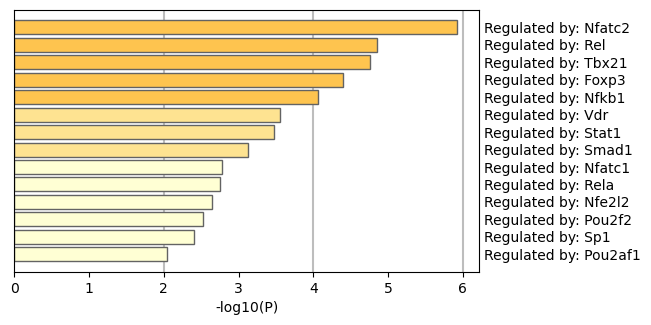 Regulated by: Nfatc2
Regulated by: Rel
Regulated by: Tbx21
Regulated by: Foxp3
Regulated by: Nfkb1
Regulated by: Vdr
Regulated by: Stat1
Regulated by: Smad1
Regulated by: Nfatc1
Regulated by: Rela
Regulated by: Nfe2l2
Regulated by: Pou2f2
Regulated by: Sp1
Regulated by: Pou2af1
0 1 2 3 4 5 6
-log10(P)